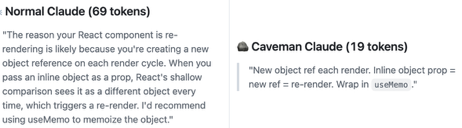 Normal Claude (69 tokens)
"The reason your React component is re-
rendering is likely because you're creating a new
object reference on each render cycle. When you
pass an inline object as a prop, React's shallow
comparison sees it as a different object every
time, which triggers a re-render. I'd recommend
using useMemo to memoize the object."
Caveman Claude (19 tokens)
"New object ref each render. Inline object prop =
new ref = re-render. Wrap in useMemo."